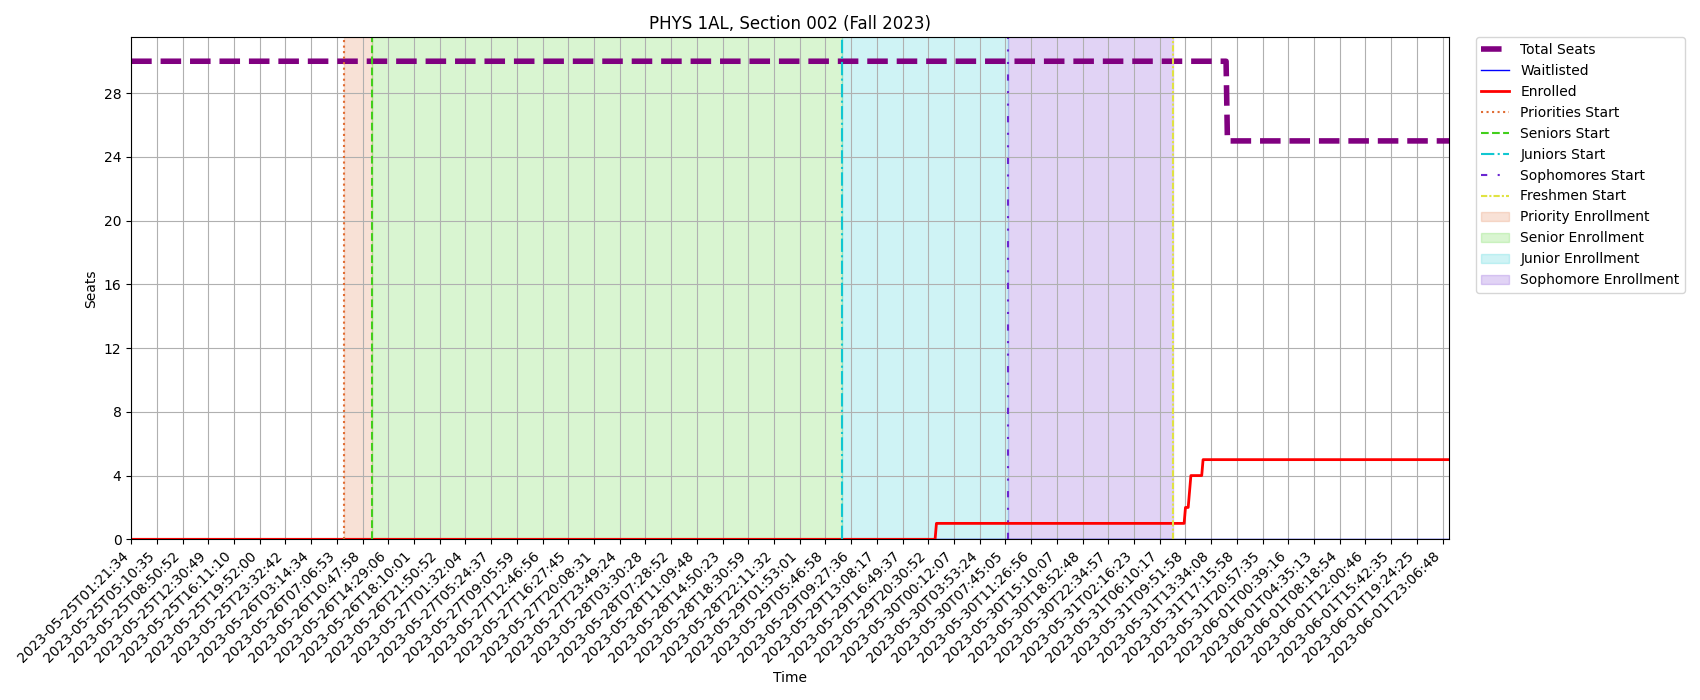 PHYS 1AL, Section 002 (Fall 2023)
Total Seats
Waitlisted
Enrolled
Priorities Start
Seniors Start
Juniors Start
Sophomores Start
Freshmen Start
Priority Enrollment
Senior Enrollment
Junior Enrollment
Sophomore Enrollment
Seats
28
24
20
16
12
8
4
0
2023-05-25T01:21:34
2023-05-25T05:10:35
2023-05-25T08:50:52
2023-05-25T12:30:49
2023-05-25T16:11:10
2023-05-25T19:52:00
2023-05-25T23:32:42
2023-05-26T03:14:34
2023-05-26T07:06:53
2023-05-26T10:47:58
2023-05-26T14:29:06
2023-05-26T18:10:01
2023-05-26T21:50:52
2023-05-27T01:32:04
2023-05-27T05:24:37
2023-05-27T09:05:59
2023-05-27T12:46:56
2023-05-27T16:27:45
2023-05-27T20:08:31
2023-05-27T23:49:24
2023-05-28T03:30:28
2023-05-28T07:28:52
2023-05-28T11:09:48
2023-05-28T14:50:23
2023-05-28T18:30:59
2023-05-28T22:11:32
2023-05-29T01:53:01
2023-05-29T05:46:58
2023-05-29T09:27:36
2023-05-29T13:08:17
2023-05-29T16:49:37
2023-05-29T20:30:52
2023-05-30T00:12:07
2023-05-30T03:53:24
2023-05-30T07:45:05
2023-05-30T11:26:56
2023-05-30T15:10:07
2023-05-30T18:52:48
2023-05-30T22:34:57
2023-05-31T02:16:23
2023-05-31T06:10:17
2023-05-31T09:51:58
2023-05-31T13:34:08
2023-05-31T17:15:58
2023-05-31T20:57:35
2023-06-01T00:39:16
2023-06-01T04:35:13
2023-06-01T08:18:54
2023-06-01T12:00:46
2023-06-01T15:42:35
2023-06-01T19:24:25
2023-06-01T23:06:48
Time